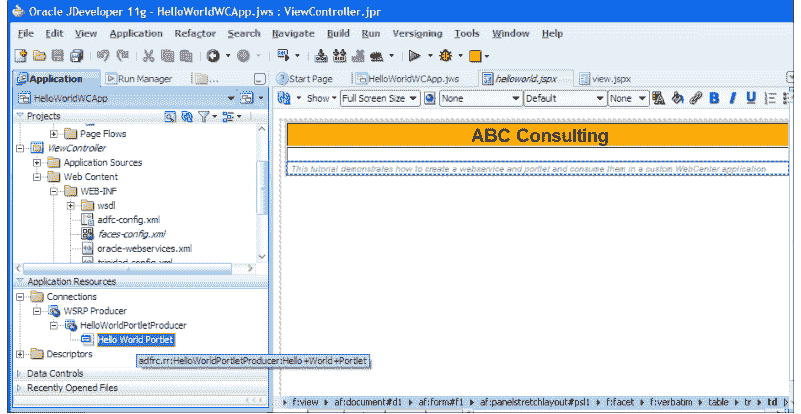 Oracle JDeveloper 11g - HelloWorldWCApp.jws : ViewController.jpr
File Edit View Application Refactor Search Navigate Build Run Versioning Tools Window Help
Application Run Manager ... Start Page HelloWorldWCApp.jws helloworld.jspx view.jspx
HelloWorldWCApp
Show Full Screen Size None Default None B I U
Projects
Page Flows
ViewController
Application Sources
Web Content
WEB-INF
wsdl
adfc-config.xml
faces-config.xml
oracle-webservices.xml
trinidad-config.xml
ABC Consulting
This tutorial demonstrates how to create a webservice and portlet and consume them in a custom WebCenter application
Application Resources
Connections
WSRP Producer
HelloWorldPortletProducer
Hello World Portlet
Descriptors
adfrc.rr:HelloWorldPortletProducer:Hello+World+Portlet
Data Controls
Recently Opened Files
f:view af:document#d1 af:form#f1 af:panelstretchlayout#psl1 f:facet f:verbatim table tr td